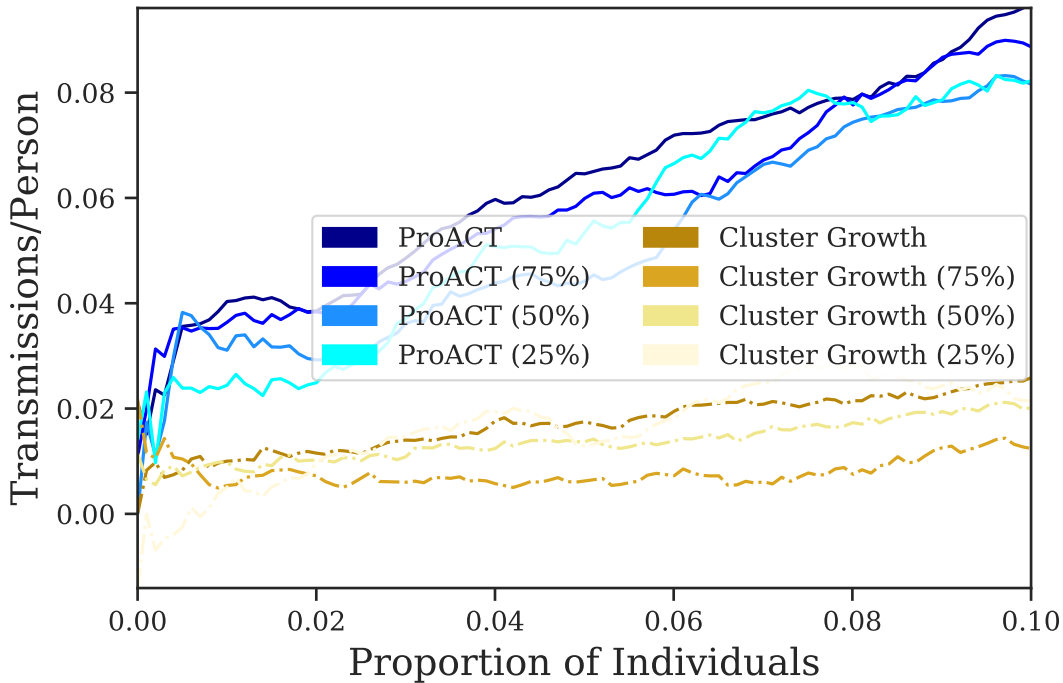 Transmissions/Person
0.08
0.06
0.04
0.02
0.00
ProACT
ProACT (75%)
ProACT (50%)
ProACT (25%)
Cluster Growth
Cluster Growth (75%)
Cluster Growth (50%)
Cluster Growth (25%)
0.00 0.02 0.04 0.06 0.08 0.10
Proportion of Individuals